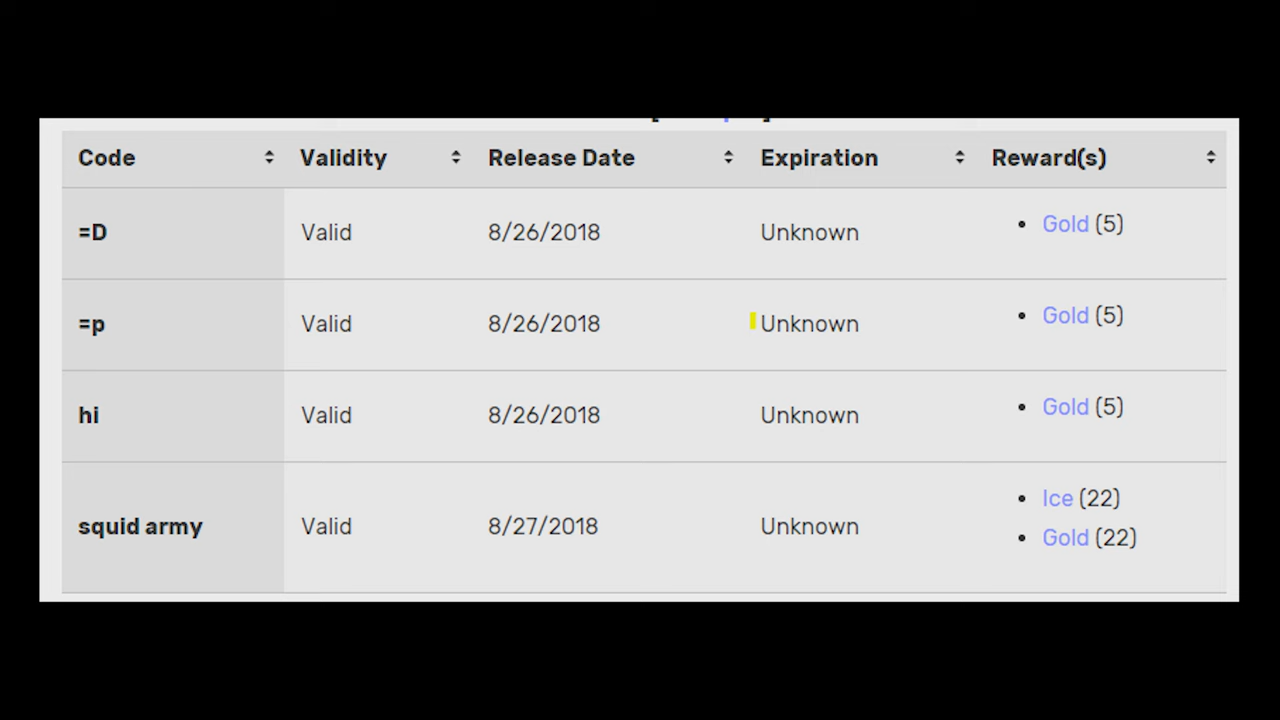 Code Validity Release Date Expiration Reward(s)
=D Valid 8/26/2018 Unknown • Gold (5)
=p Valid 8/26/2018 Unknown • Gold (5)
hi Valid 8/26/2018 Unknown • Gold (5)
squid army Valid 8/27/2018 Unknown • Ice (22)
• Gold (22)